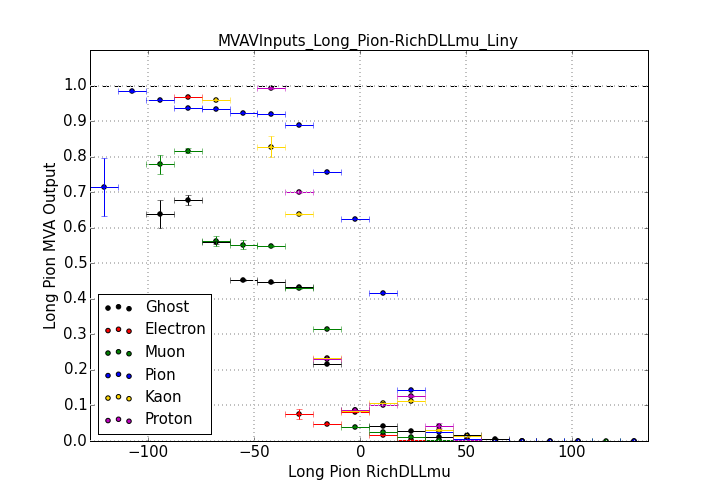 MVAVInputs_Long_Pion-RichDLLmu_Liny
Long Pion MVA Output
1.0
0.9
0.8
0.7
0.6
0.5
0.4
0.3
0.2
0.1
0.0
Ghost
Electron
Muon
Pion
Kaon
Proton
−100 −50 0 50 100
Long Pion RichDLLmu